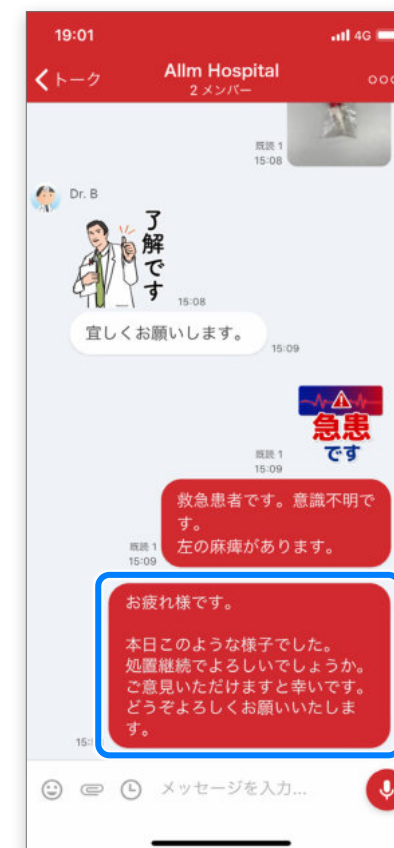 19:01
4G
トーク
Allm Hospital
2 メンバー
既読 1
15:08
Dr. B
了解です
15:08
宜しくお願いします。
15:09
急患
です
既読 1
15:09
救急患者です。意識不明で
す。
左の麻痺があります。
既読 1
15:09
お疲れ様です。
本日このような様子でした。
処置継続でよろしいでしょうか。
ご意見いただけますと幸いです。
どうぞよろしくお願いいたしま
す。
メッセージを入力...